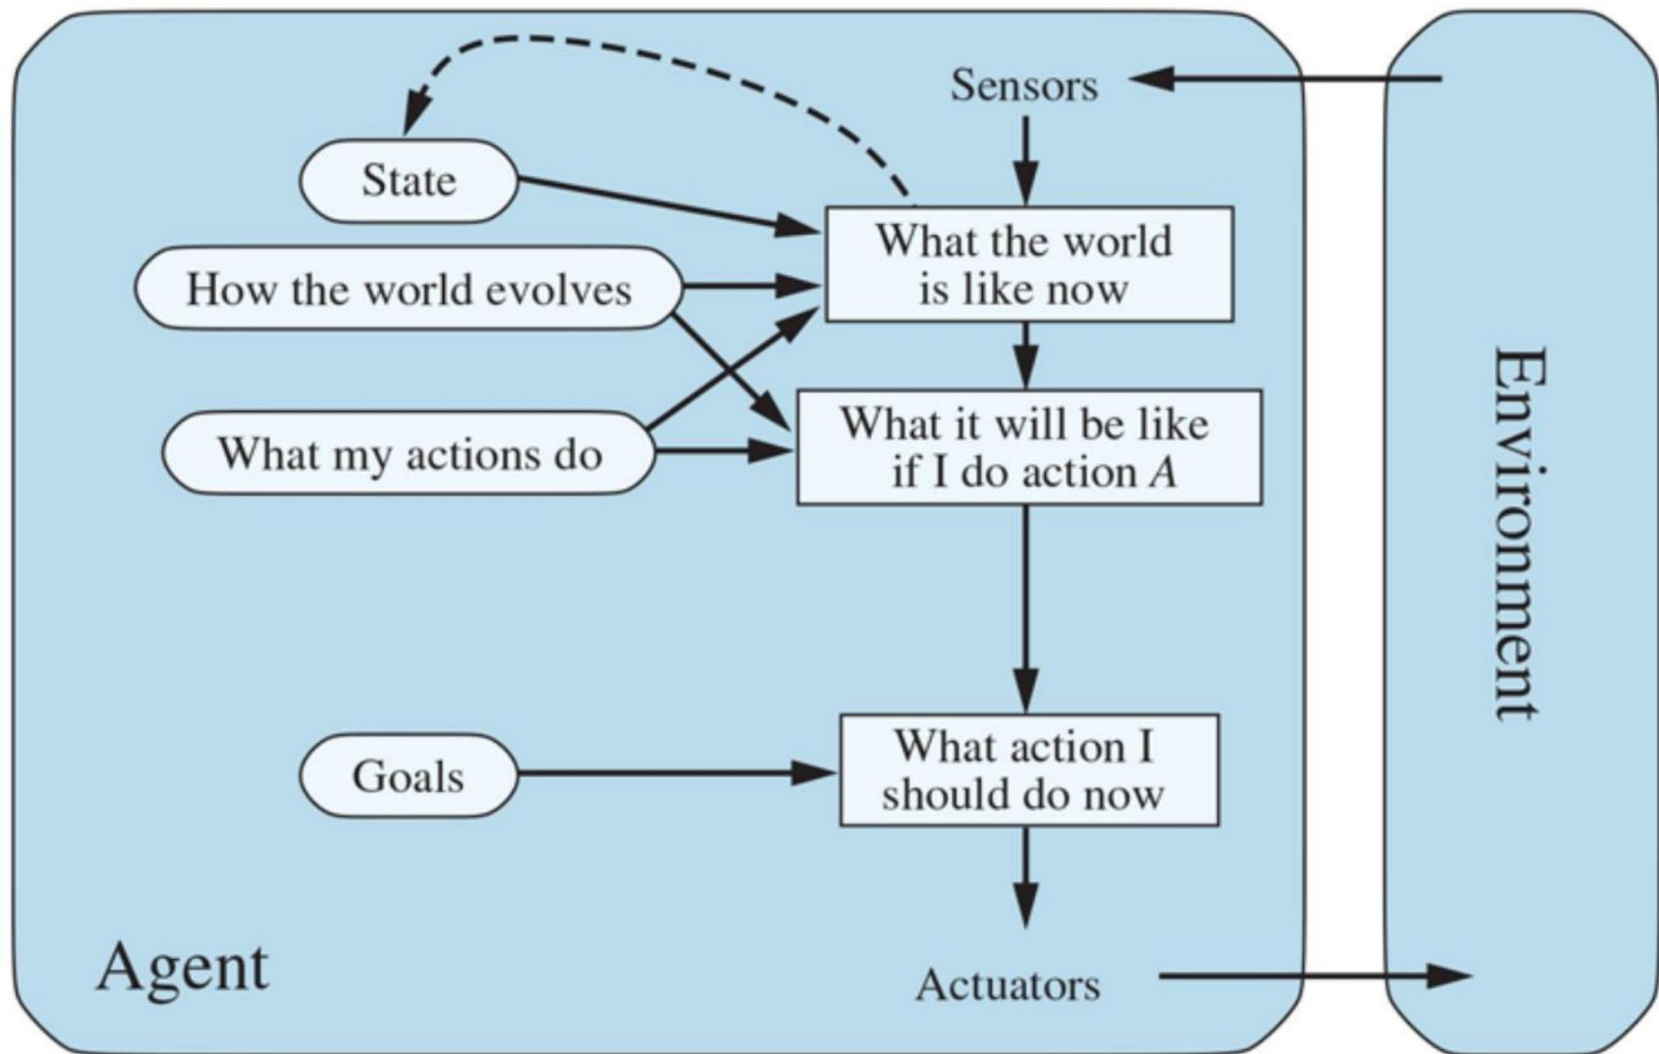 Sensors
State
What the world
is like now
How the world evolves
What it will be like
if I do action A
What my actions do
Environment
What action I
should do now
Goals
Agent
Actuators